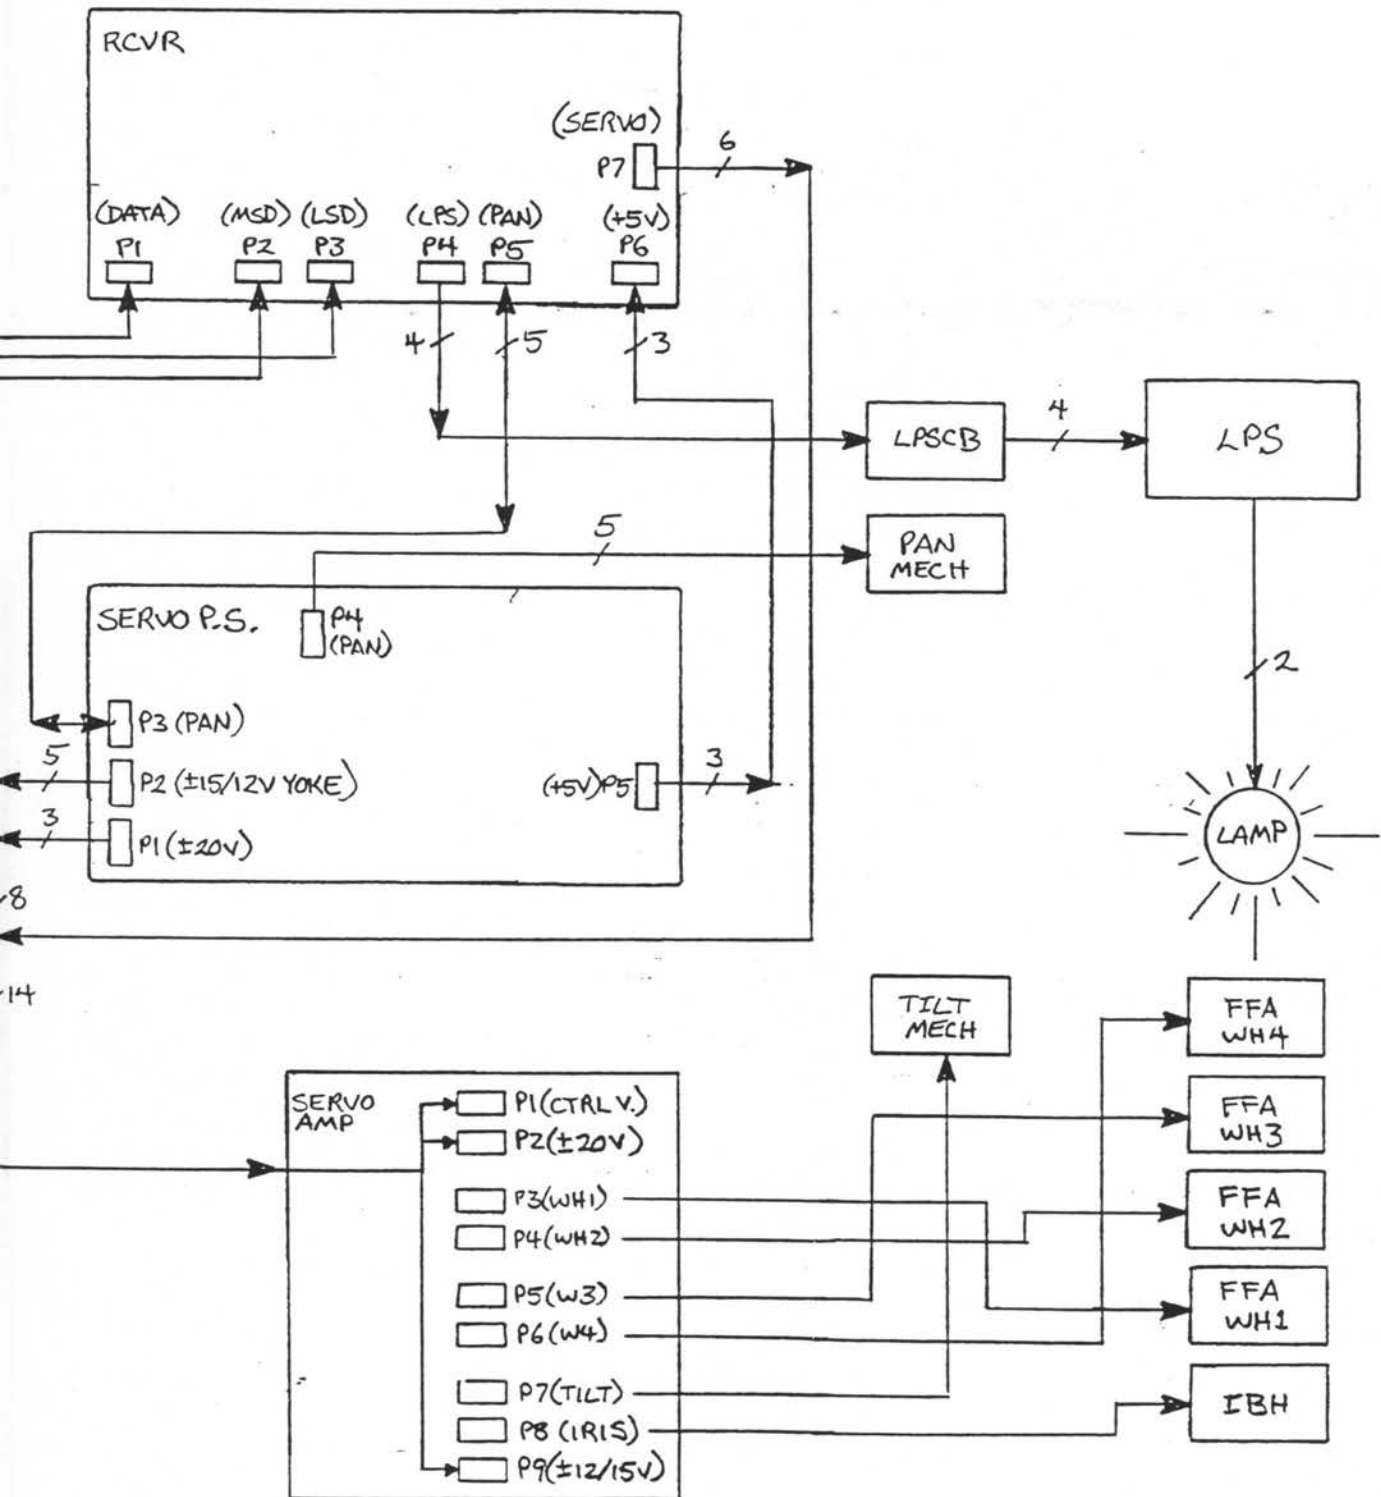 RCVR
(SERVO)
6
P7
(DATA) (MSD) (LSD) (LPS) (PAN) (+5V)
P1 P2 P3 P4 P5 P6
4 5 3
LPSCB
4
LPS
5
PAN
MECH
SERVO P.S.
P4
(PAN)
2
P3 (PAN)
5
P2 (±15/12V YOKE)
3
(+5V) P5
3
P1 (±20V)
LAMP
8
14
TILT
MECH
FFA
WH4
SERVO
AMP
P1 (CTRL V.)
P2 (±20V)
FFA
WH3
P3 (WH1)
P4 (WH2)
FFA
WH2
P5 (W3)
P6 (W4)
FFA
WH1
P7 (TILT)
P8 (IRIS)
IBH
P9 (±12/15V)